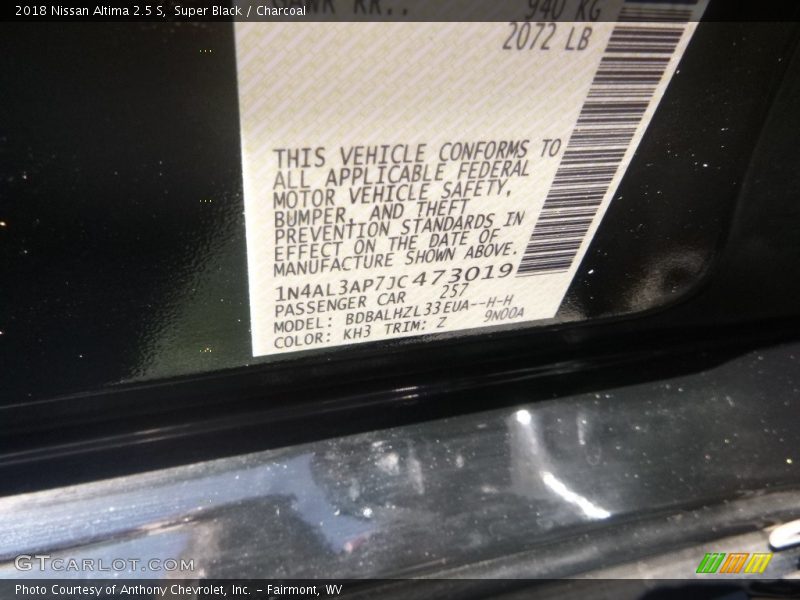 2018 Nissan Altima 2.5 S, Super Black / Charcoal
RR..
940 KG
2072 LB
THIS VEHICLE CONFORMS TO
ALL APPLICABLE FEDERAL
MOTOR VEHICLE SAFETY,
BUMPER, AND THEFT
PREVENTION STANDARDS IN
EFFECT ON THE DATE OF
MANUFACTURE SHOWN ABOVE.
1N4AL3AP7JC473019
PASSENGER CAR 257
MODEL: BDBALHZL33EUA--H-H
COLOR: KH3 TRIM: Z 9N00A
GTCARLOT.COM
Photo Courtesy of Anthony Chevrolet, Inc. – Fairmont, WV